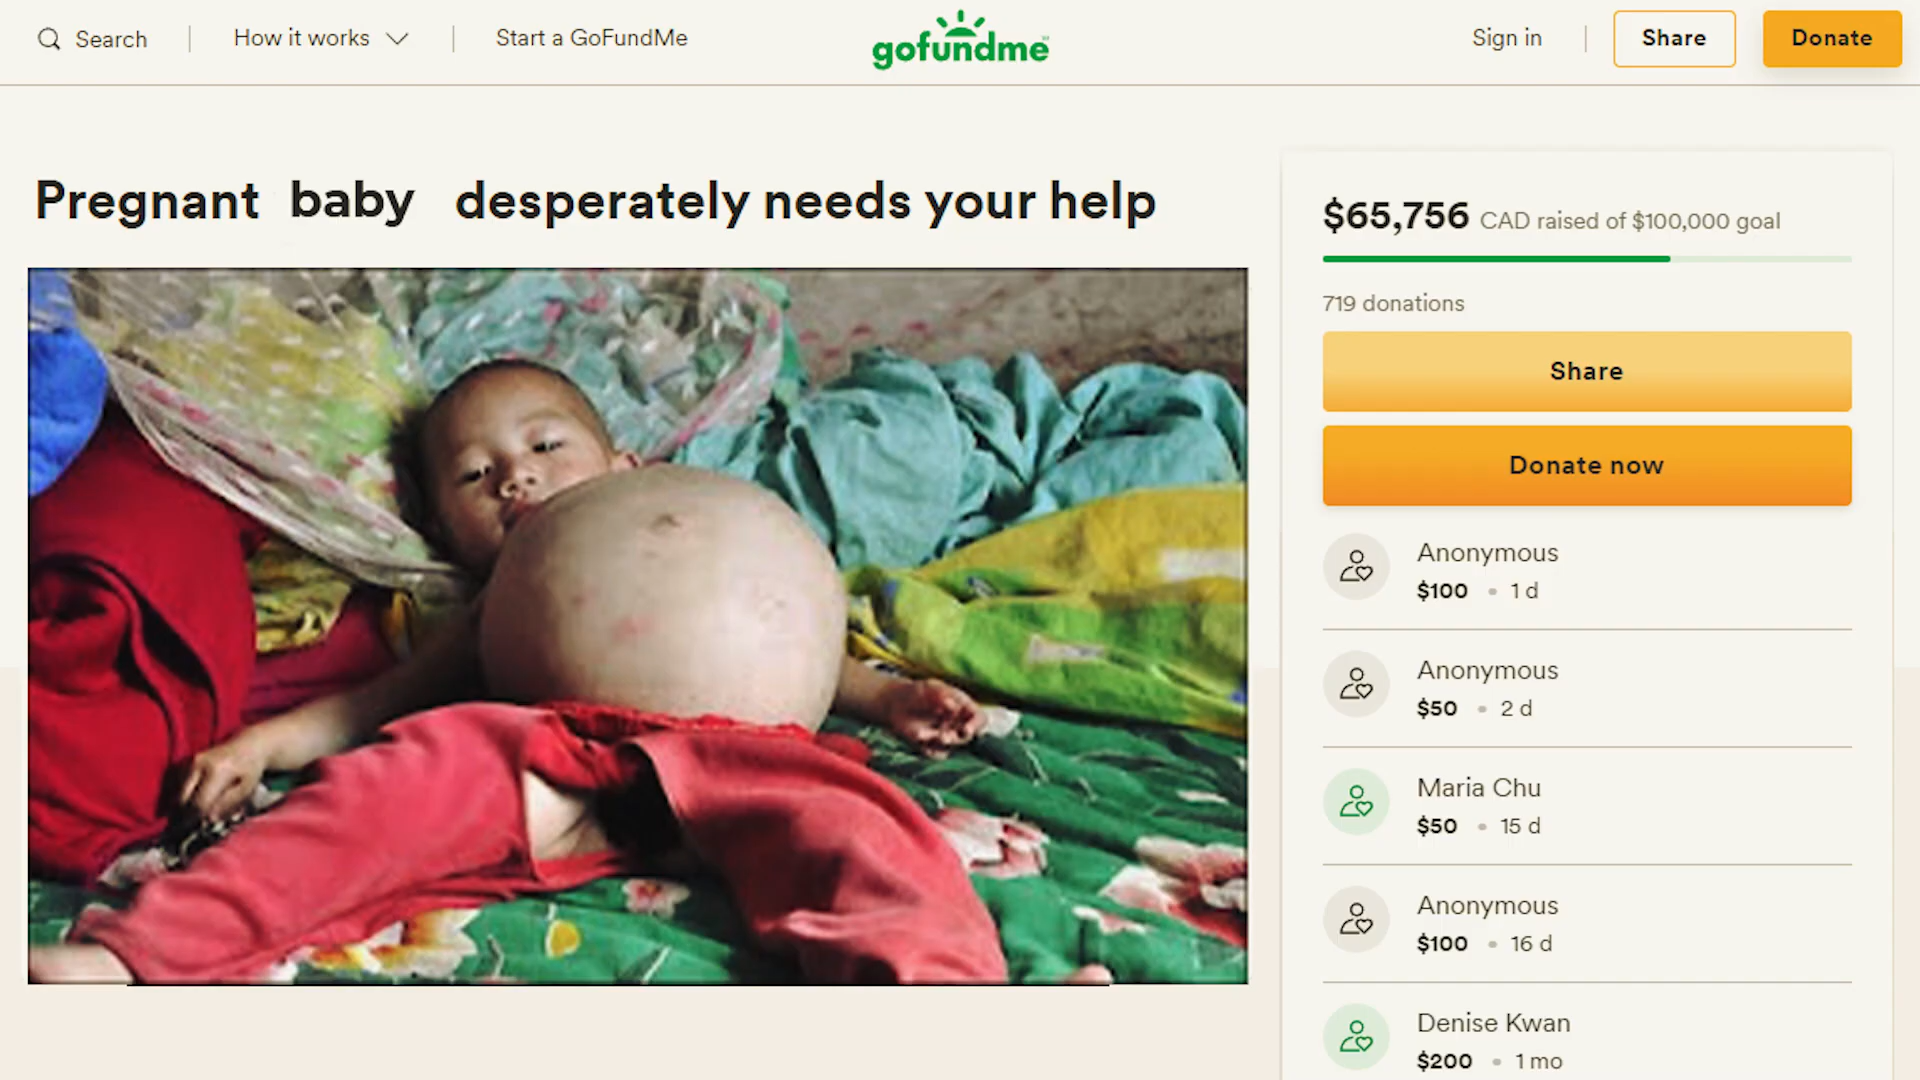 Search
How it works
Start a GoFundMe
gofundme
Sign in
Share
Donate
Pregnant baby desperately needs your help
$65,756 CAD raised of $100,000 goal
719 donations
Share
Donate now
Anonymous
$100 • 1 d
Anonymous
$50 • 2 d
Maria Chu
$50 • 15 d
Anonymous
$100 • 16 d
Denise Kwan
$200 • 1 mo